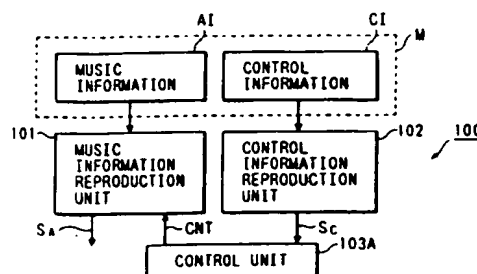 AI
CI
M
MUSIC
INFORMATION
CONTROL
INFORMATION
101
102
100
MUSIC
INFORMATION
REPRODUCTION
UNIT
CONTROL
INFORMATION
REPRODUCTION
UNIT
SA
CNT
SC
103A
CONTROL UNIT